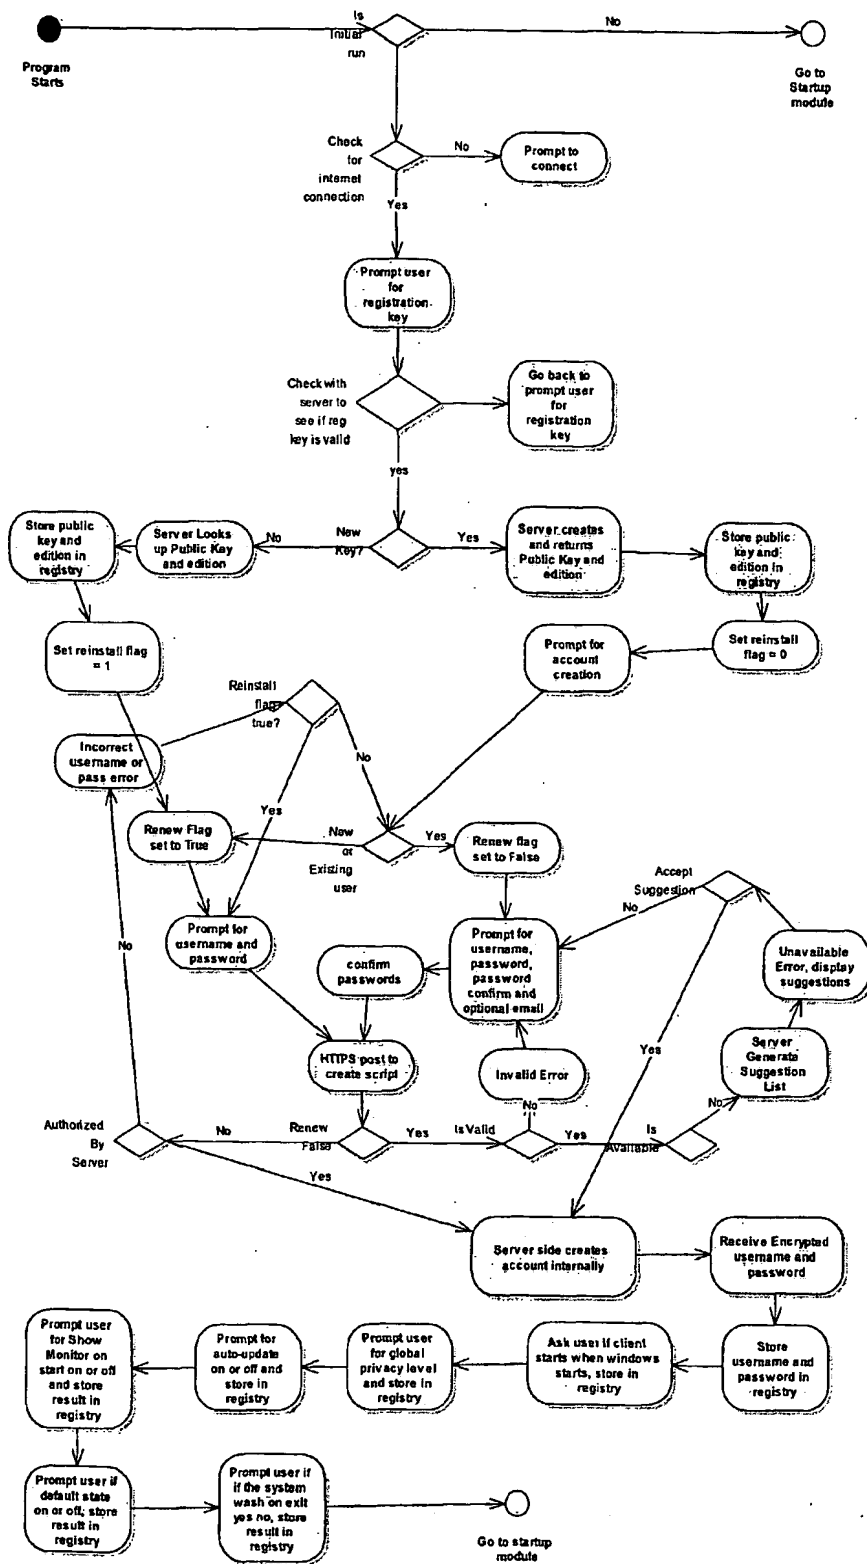 Is
Initial
run
No
Program
Starts
Go to
Startup
module
Check
for
internet
connection
No
Prompt to
connect
Yes
Prompt user
for
registration
key
Check with
server to
see if reg
key is valid
Go back to
prompt user
for
registration
key
yes
Store public
key and
edition in
registry
Server Looks
up Public Key
and edition
No
New
Key?
Yes
Server creates
and returns
Public Key and
edition
Store public
key and
edition in
registry
Set reinstall flag
= 1
Prompt for
account
creation
Set reinstall
flag = 0
Reinstall
flag
true?
Incorrect
username or
pass error
No
Yes
Renew Flag
set to True
New
or
Existing
user
Yes
Renew flag
set to False
Accept
Suggestion
No
No
Prompt for
username and
password
confirm
passwords
Prompt for
username,
password,
password
confirm and
optional email
Unavailable
Error, display
suggestions
HTTPS post to
create script
Invalid Error
Yes
Server
Generate
Suggestion
List
No
No
Authorized
By
Server
No
Renew
False
Yes
Is Valid
Yes
Is
Available
Yes
Server side creates
account internally
Receive Encrypted
username and
password
Prompt user
for Show
Monitor on
start on or off
and store
result in
registry
Prompt for
auto-update
on or off and
store in
registry
Prompt user
for global
privacy level
and store in
registry
Ask user if client
starts when windows
starts, store in
registry
Store
username and
password in
registry
Prompt user if
default state
on or off; store
result in
registry
Prompt user if
if the system
wash on exit
yes no, store
result in
registry
Go to startup
module